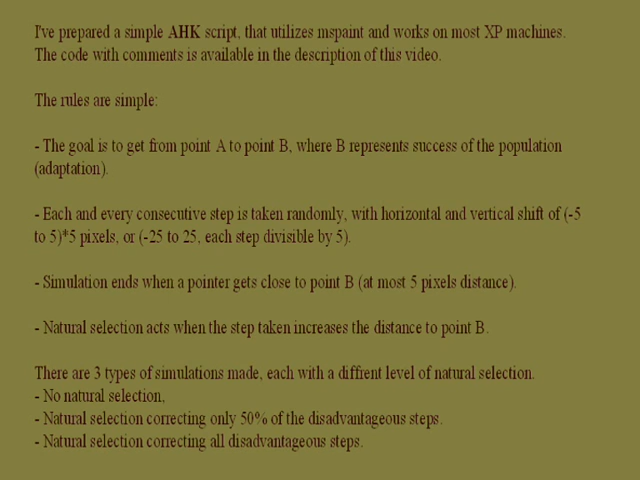 I've prepared a simple AHK script, that utilizes mspaint and works on most XP machines.
The code with comments is available in the description of this video.
The rules are simple:
- The goal is to get from point A to point B, where B represents success of the population
(adaptation).
- Each and every consecutive step is taken randomly, with horizontal and vertical shift of (-5
to 5)*5 pixels, or (-25 to 25, each step divisible by 5).
- Simulation ends when a pointer gets close to point B (at most 5 pixels distance).
- Natural selection acts when the step taken increases the distance to point B.
There are 3 types of simulations made, each with a diffrent level of natural selection.
- No natural selection,
- Natural selection correcting only 50% of the disadvantageous steps.
- Natural selection correcting all disadvantageous steps.